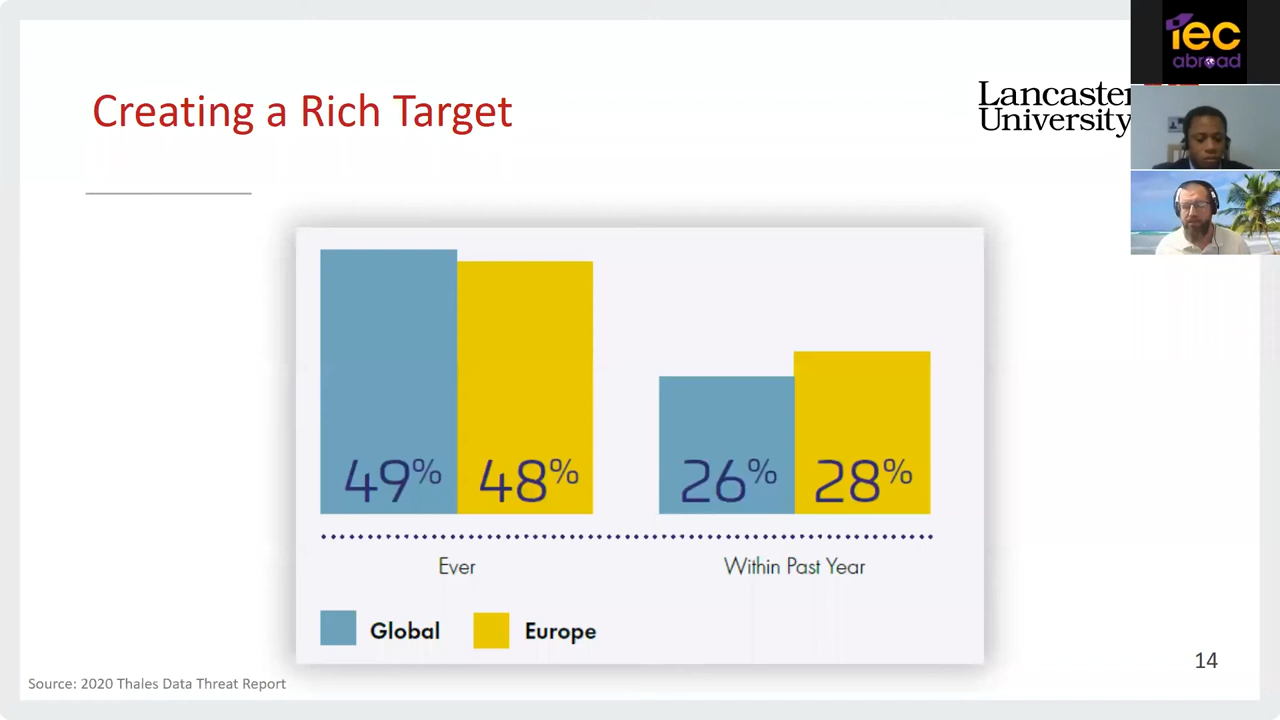 Creating a Rich Target
Lancaster
University
iec
abroad
49% 48% 26% 28%
Ever Within Past Year
Global Europe
14
Source: 2020 Thales Data Threat Report